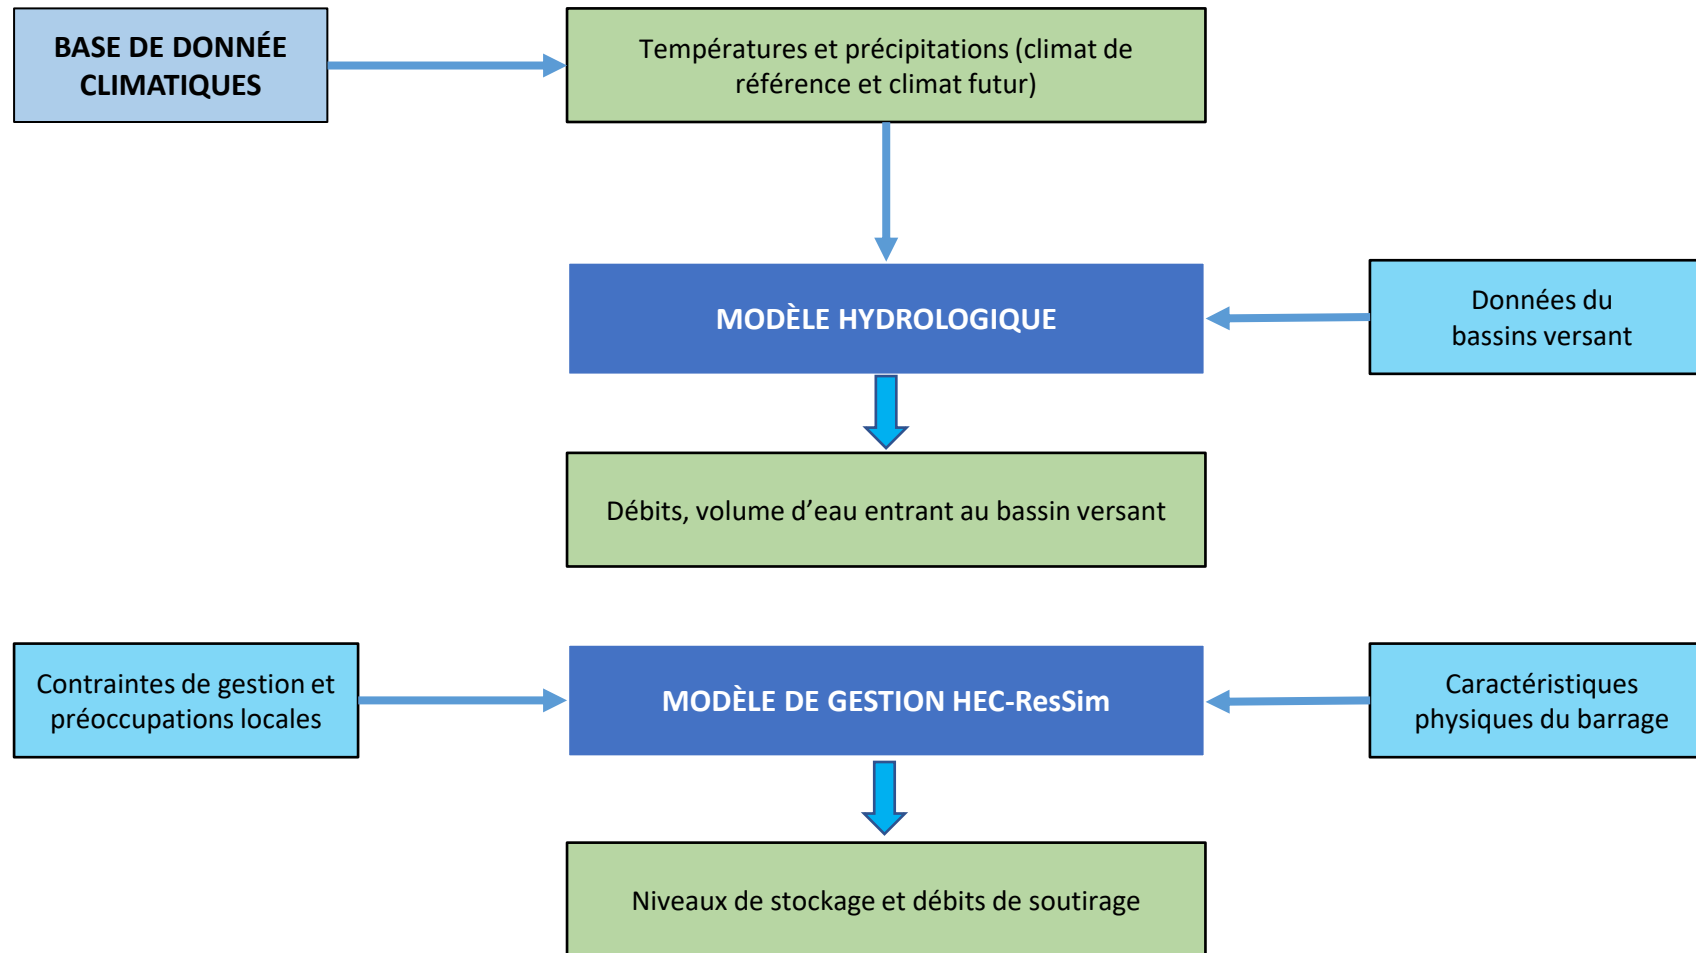 BASE DE DONNÉE
CLIMATIQUES
Températures et précipitations (climat de
référence et climat futur)
MODÈLE HYDROLOGIQUE
Données du
bassins versant
Débits, volume d’eau entrant au bassin versant
Contraintes de gestion et
préoccupations locales
MODÈLE DE GESTION HEC-ResSim
Caractéristiques
physiques du barrage
Niveaux de stockage et débits de soutirage